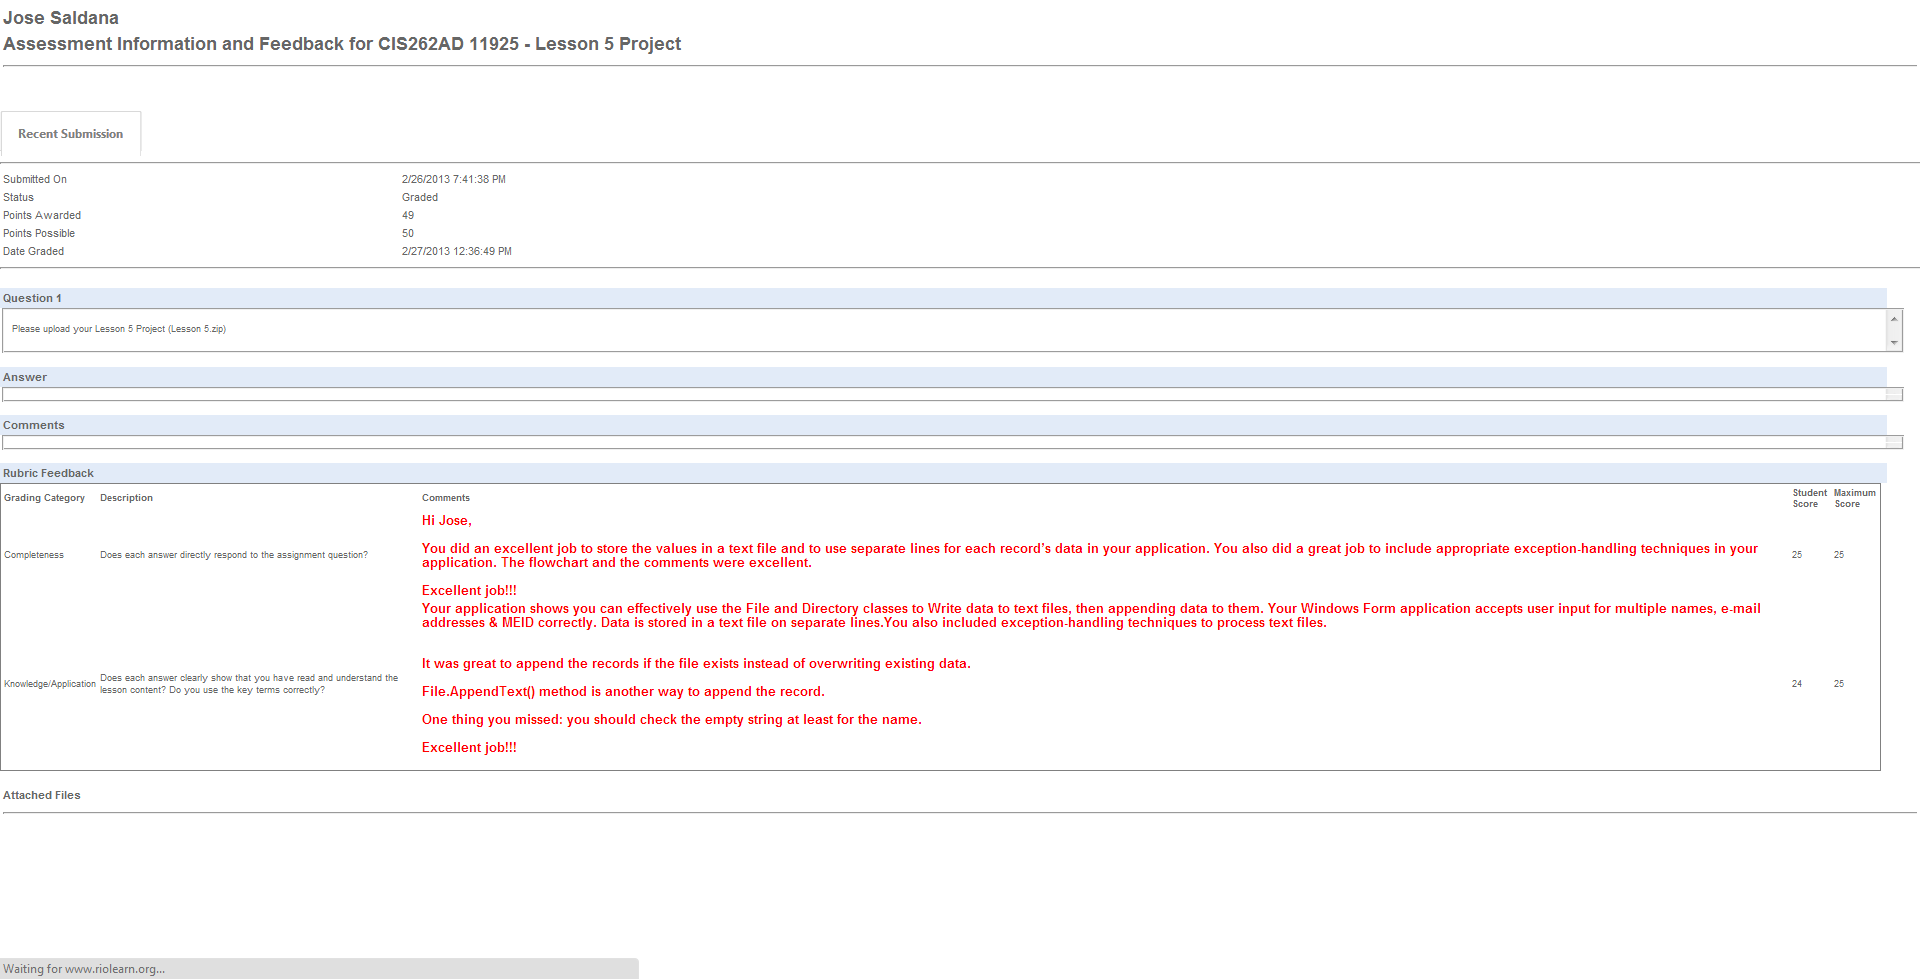 Jose Saldana
Assessment Information and Feedback for CIS262AD 11925 - Lesson 5 Project
Recent Submission
Submitted On 2/26/2013 7:41:38 PM
Status Graded
Points Awarded 49
Points Possible 50
Date Graded 2/27/2013 12:36:49 PM
Question 1
Please upload your Lesson 5 Project (Lesson 5.zip)
Answer
Comments
Rubric Feedback
Grading Category Description Comments Student Score Maximum Score
Hi Jose,
Completeness Does each answer directly respond to the assignment question?
You did an excellent job to store the values in a text file and to use separate lines for each record's data in your application. You also did a great job to include appropriate exception-handling techniques in your
application. The flowchart and the comments were excellent.
25 25
Excellent job!!!
Your application shows you can effectively use the File and Directory classes to Write data to text files, then appending data to them. Your Windows Form application accepts user input for multiple names, e-mail
addresses & MEID correctly. Data is stored in a text file on separate lines.You also included exception-handling techniques to process text files.
It was great to append the records if the file exists instead of overwriting existing data.
Knowledge/Application Does each answer clearly show that you have read and understand the
lesson content? Do you use the key terms correctly?
File.AppendText() method is another way to append the record.
24 25
One thing you missed: you should check the empty string at least for the name.
Excellent job!!!
Attached Files
Waiting for www.riolearn.org...